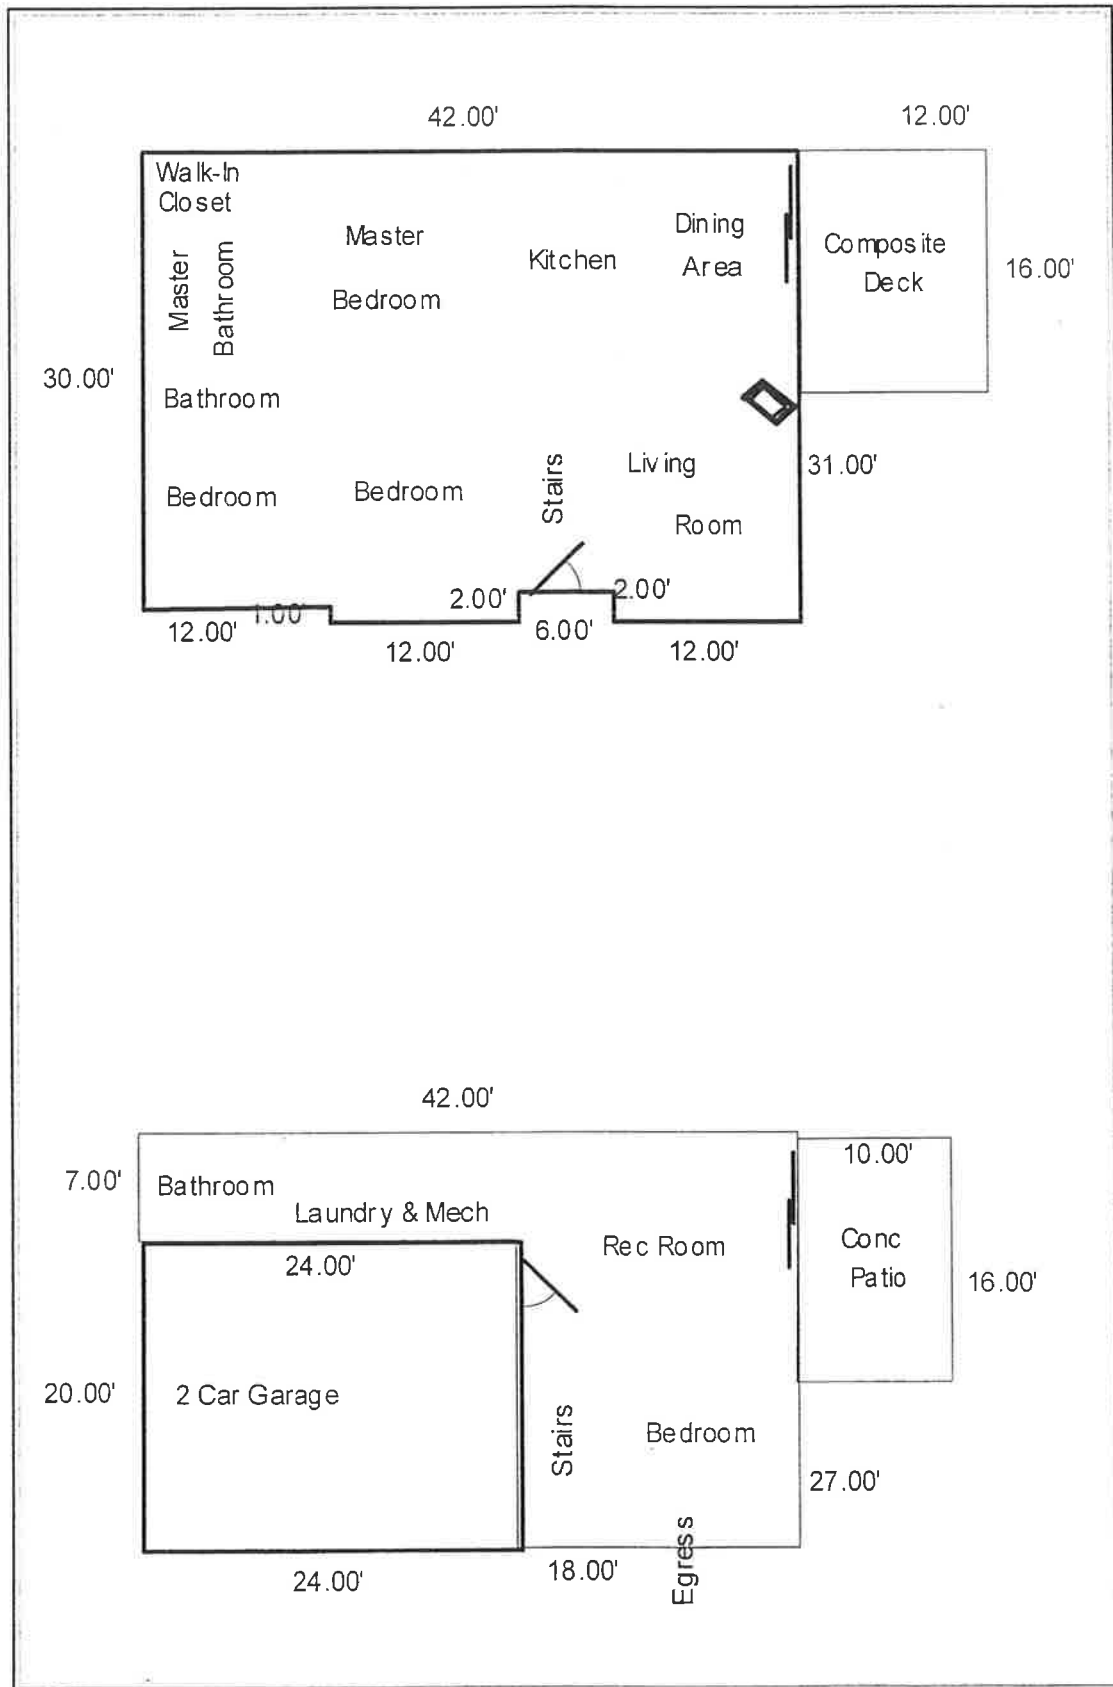 42.00'
12.00'
Walk-In
Closet
Master
Bathroom
Master
Bedroom
Kitchen
Dining
Area
Composite
Deck
16.00'
30.00'
Bathroom
Bedroom
Bedroom
Stairs
Living
Room
31.00'
12.00'
1.00'
12.00'
2.00'
6.00'
2.00'
12.00'
42.00'
7.00'
Bathroom
Laundry & Mech
24.00'
Rec Room
10.00'
Conc
Patio
16.00'
20.00'
2 Car Garage
Stairs
Bedroom
27.00'
24.00'
18.00'
Egress